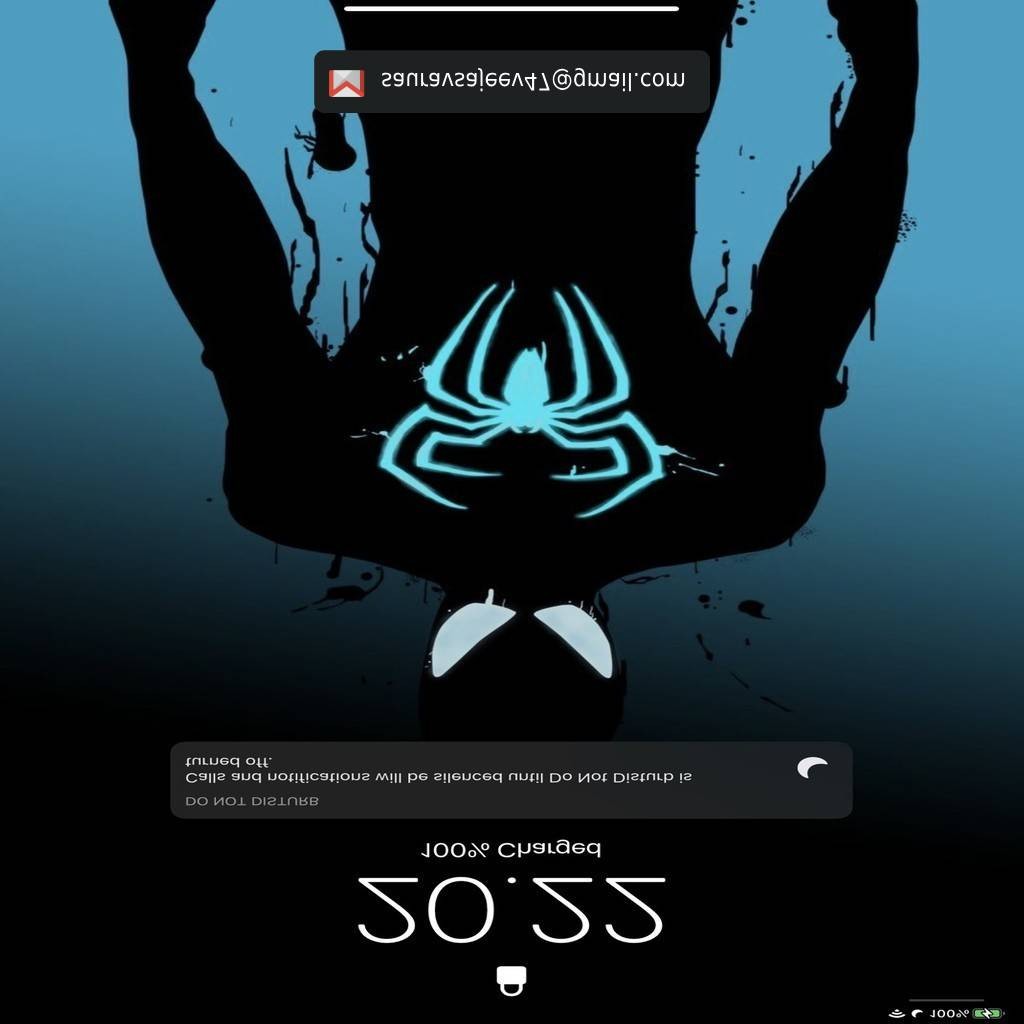 100%
20:22
100% Charged
DO NOT DISTURB
Calls and notifications will be silenced until Do Not Disturb is
turned off.
sauravsajeev47@gmail.com